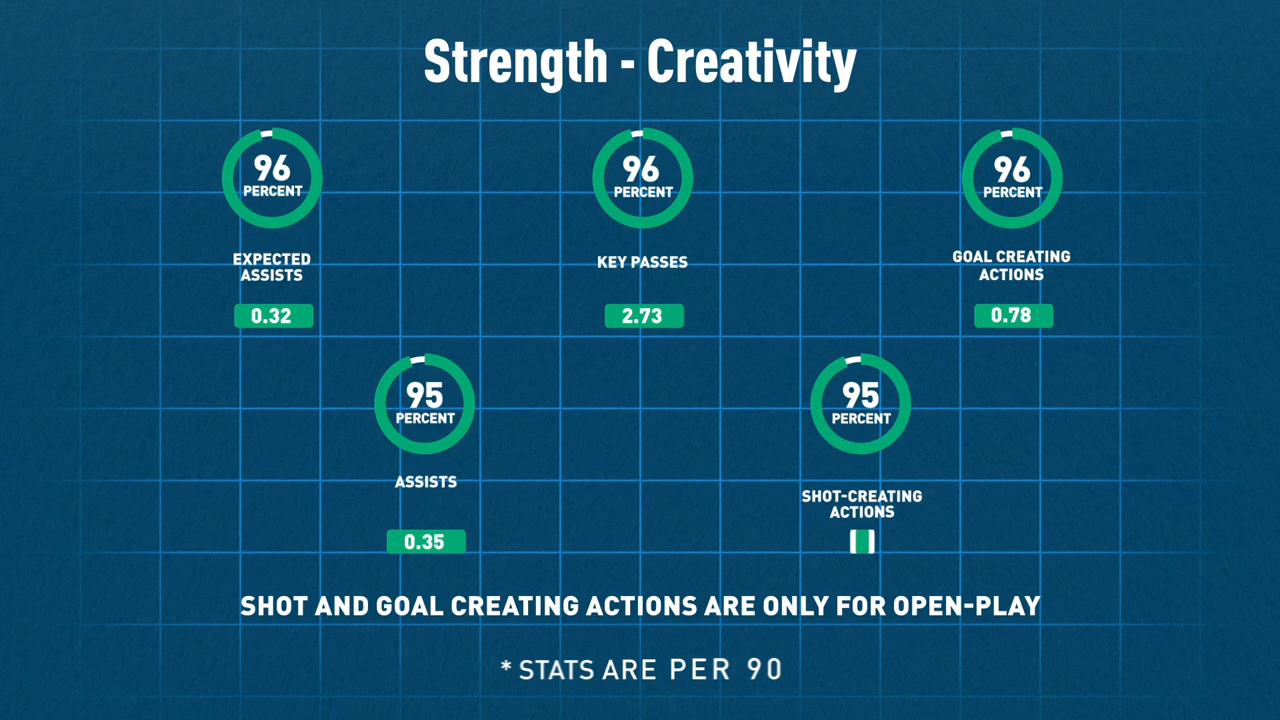 Strength - Creativity
96
PERCENT
EXPECTED
ASSISTS
0.32
96
PERCENT
KEY PASSES
2.73
96
PERCENT
GOAL CREATING
ACTIONS
0.78
95
PERCENT
ASSISTS
0.35
95
PERCENT
SHOT-CREATING
ACTIONS
SHOT AND GOAL CREATING ACTIONS ARE ONLY FOR OPEN-PLAY
* STATS ARE PER 90